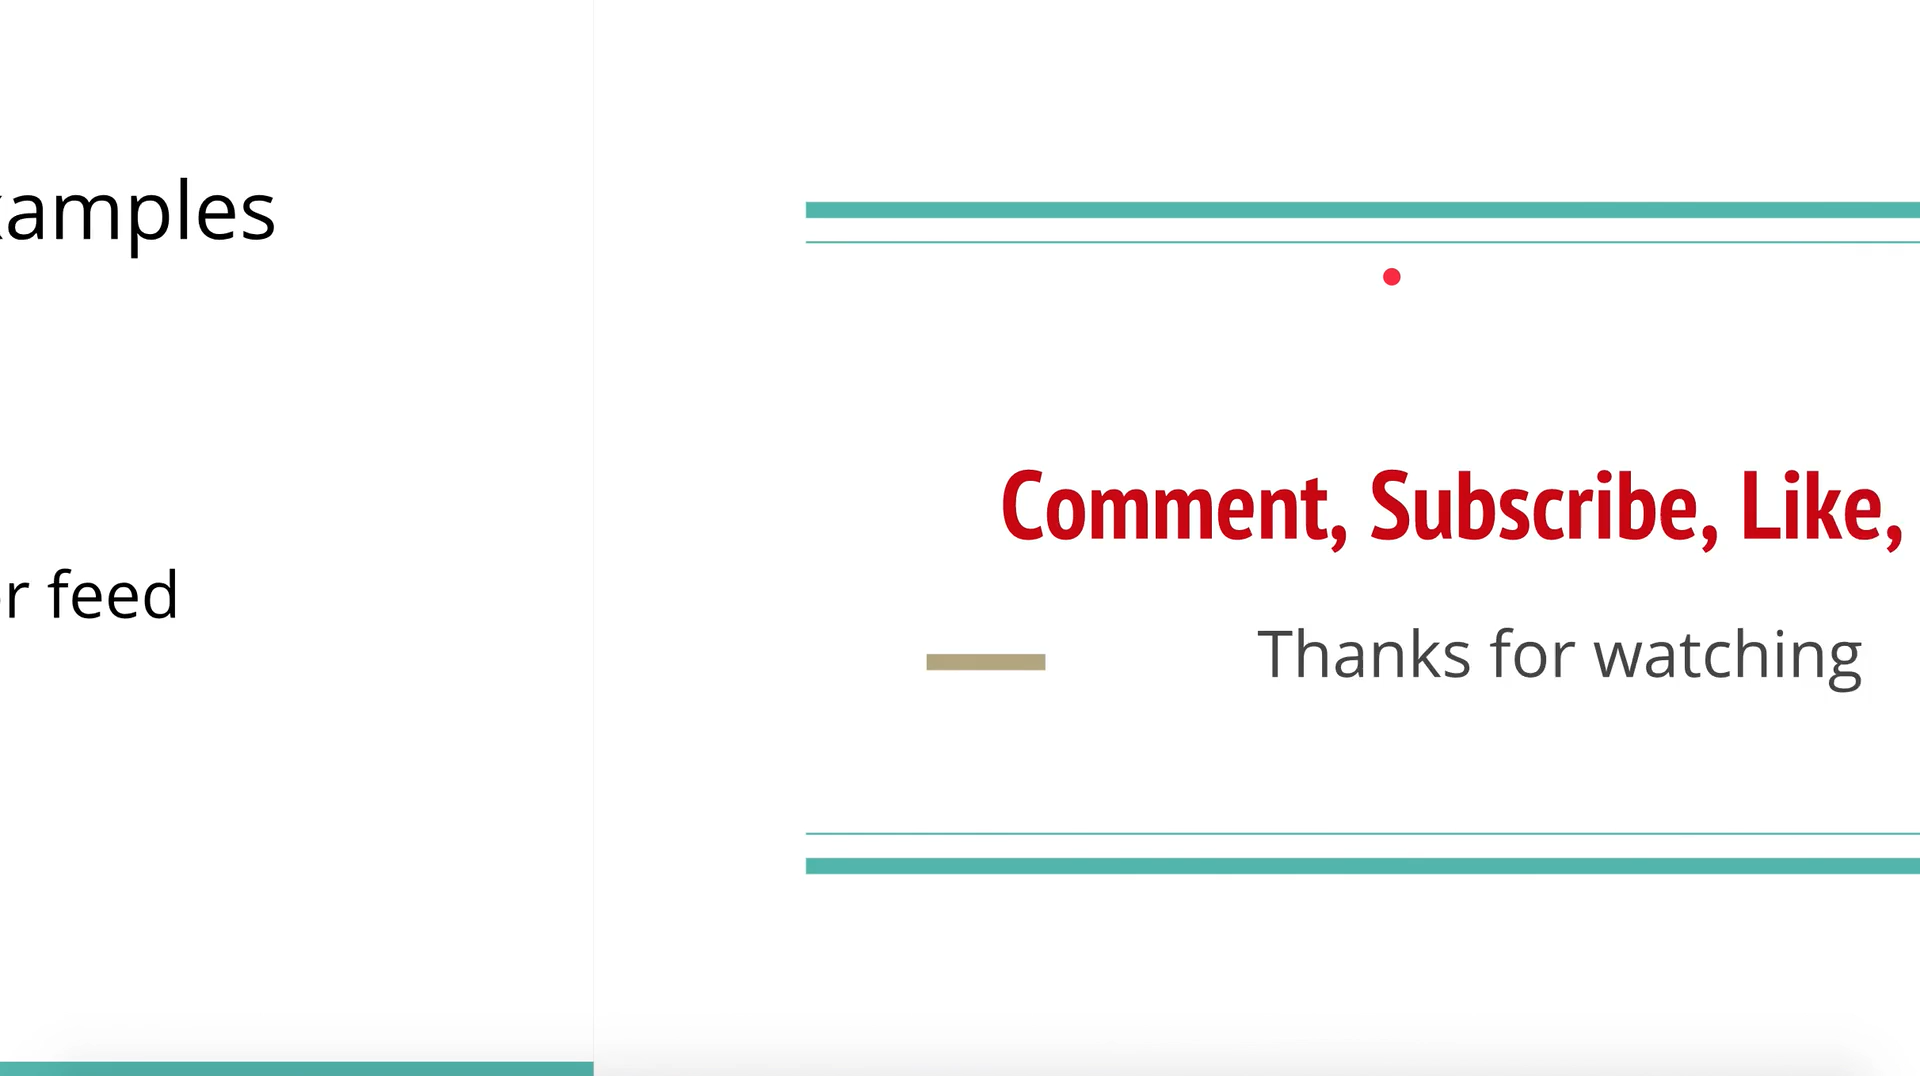 amples
r feed
Comment, Subscribe, Like,
Thanks for watching